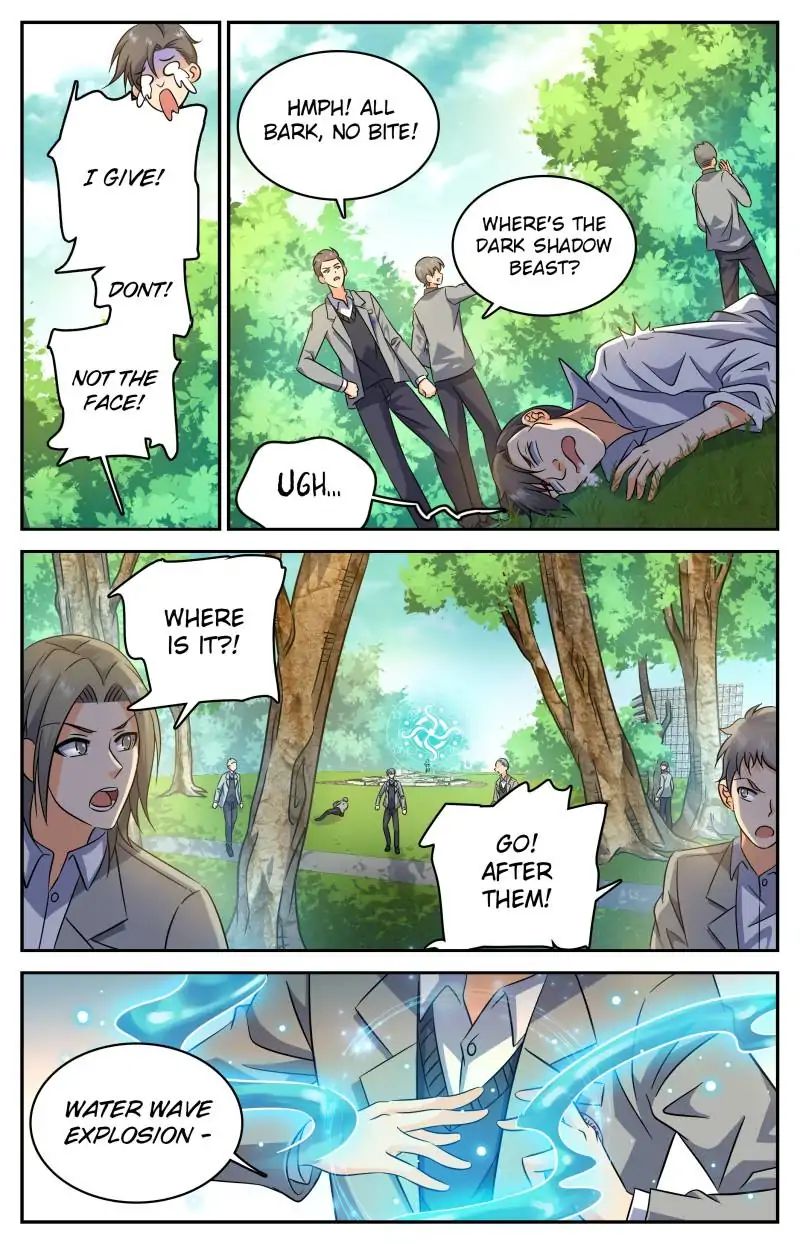 I GIVE!
DONT!
NOT THE
FACE!
HMPH! ALL
BARK, NO BITE!
WHERE'S THE
DARK SHADOW
BEAST?
UGH...
WHERE
IS IT?!
GO!
AFTER
THEM!
WATER WAVE
EXPLOSION -